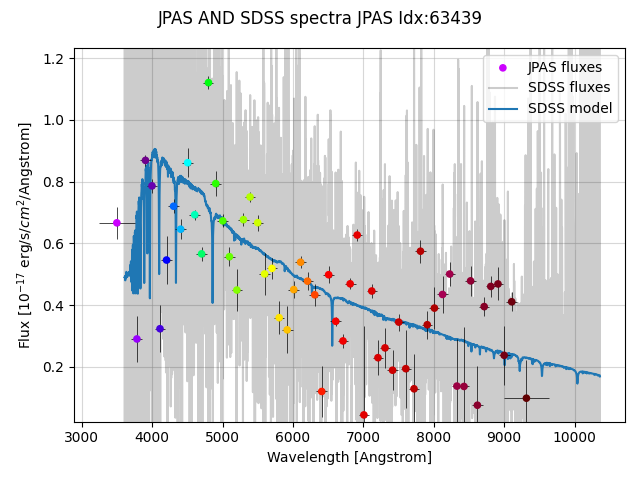 JPAS AND SDSS spectra JPAS Idx:63439
JPAS fluxes
SDSS fluxes
SDSS model
Flux [10⁻¹⁷ erg/s/cm²/Angstrom]
1.2
1.0
0.8
0.6
0.4
0.2
3000 4000 5000 6000 7000 8000 9000 10000
Wavelength [Angstrom]